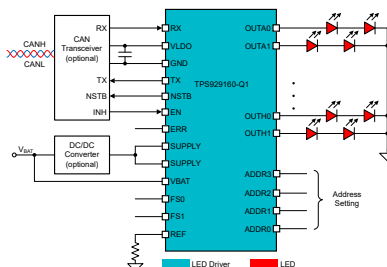 CANH
CANL
CAN
Transceiver
(optional)
RX
TX
NSTB
INH
VBAT
DC/DC
Converter
(optional)
RX
VLDO
GND
TX
NSTB
EN
ERR
SUPPLY
SUPPLY
VBAT
FS0
FS1
REF
TPS929160-Q1
OUTA0
OUTA1
OUTH0
OUTH1
ADDR3
ADDR2
ADDR1
ADDR0
Address
Setting
LED Driver
LED